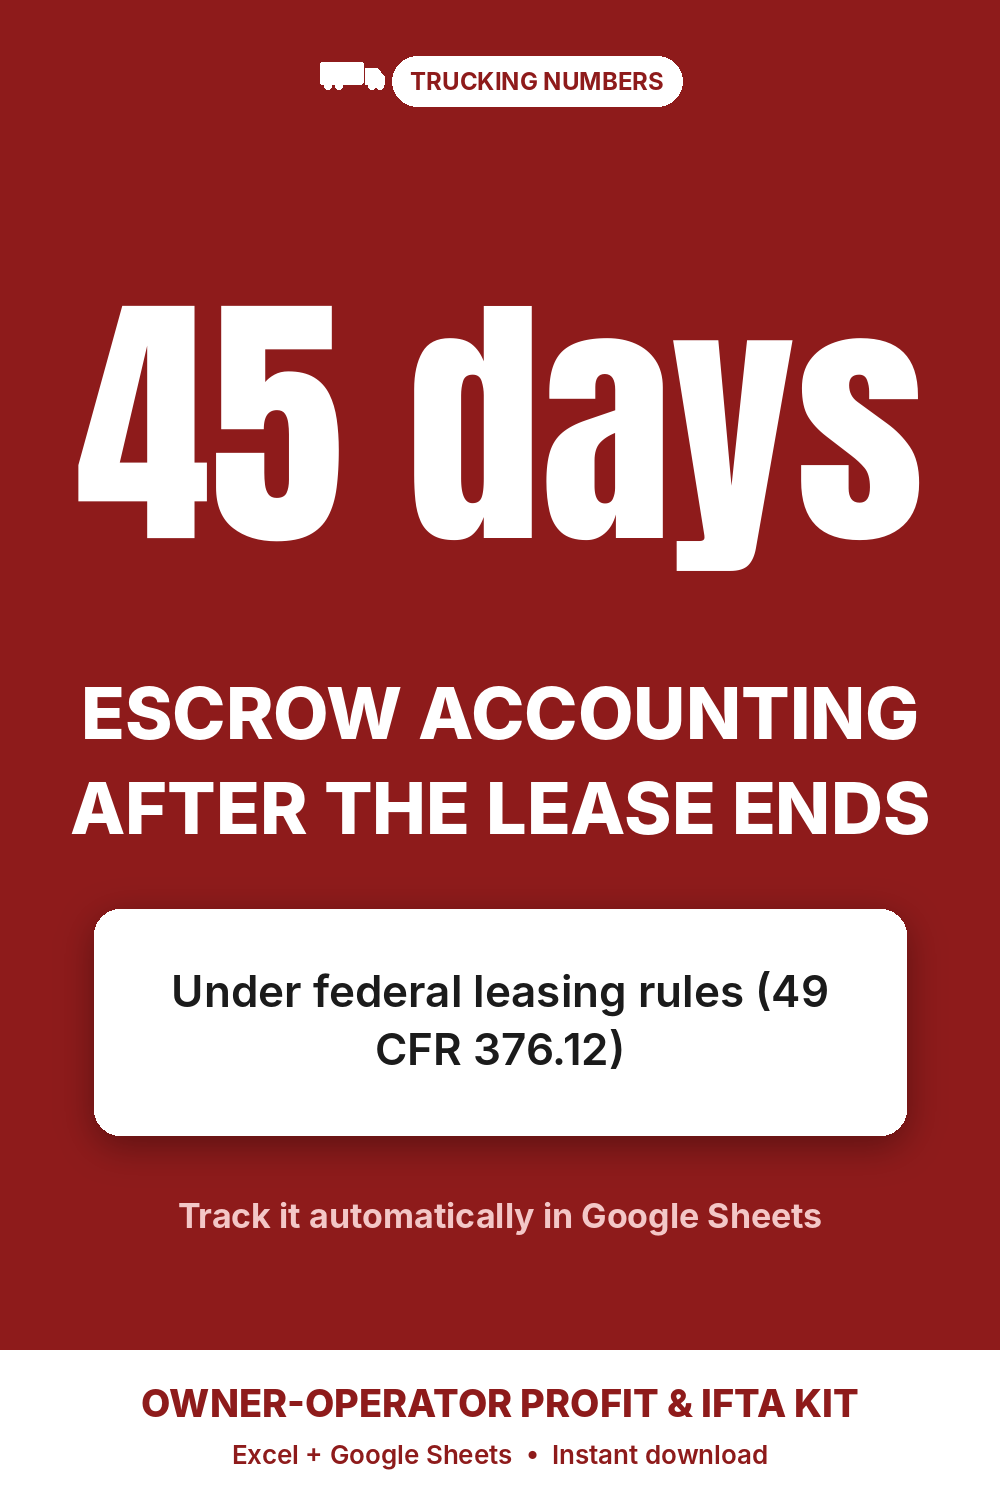 TRUCKING NUMBERS
45 days
ESCROW ACCOUNTING
AFTER THE LEASE ENDS
Under federal leasing rules (49
CFR 376.12)
Track it automatically in Google Sheets
OWNER-OPERATOR PROFIT & IFTA KIT
Excel + Google Sheets • Instant download